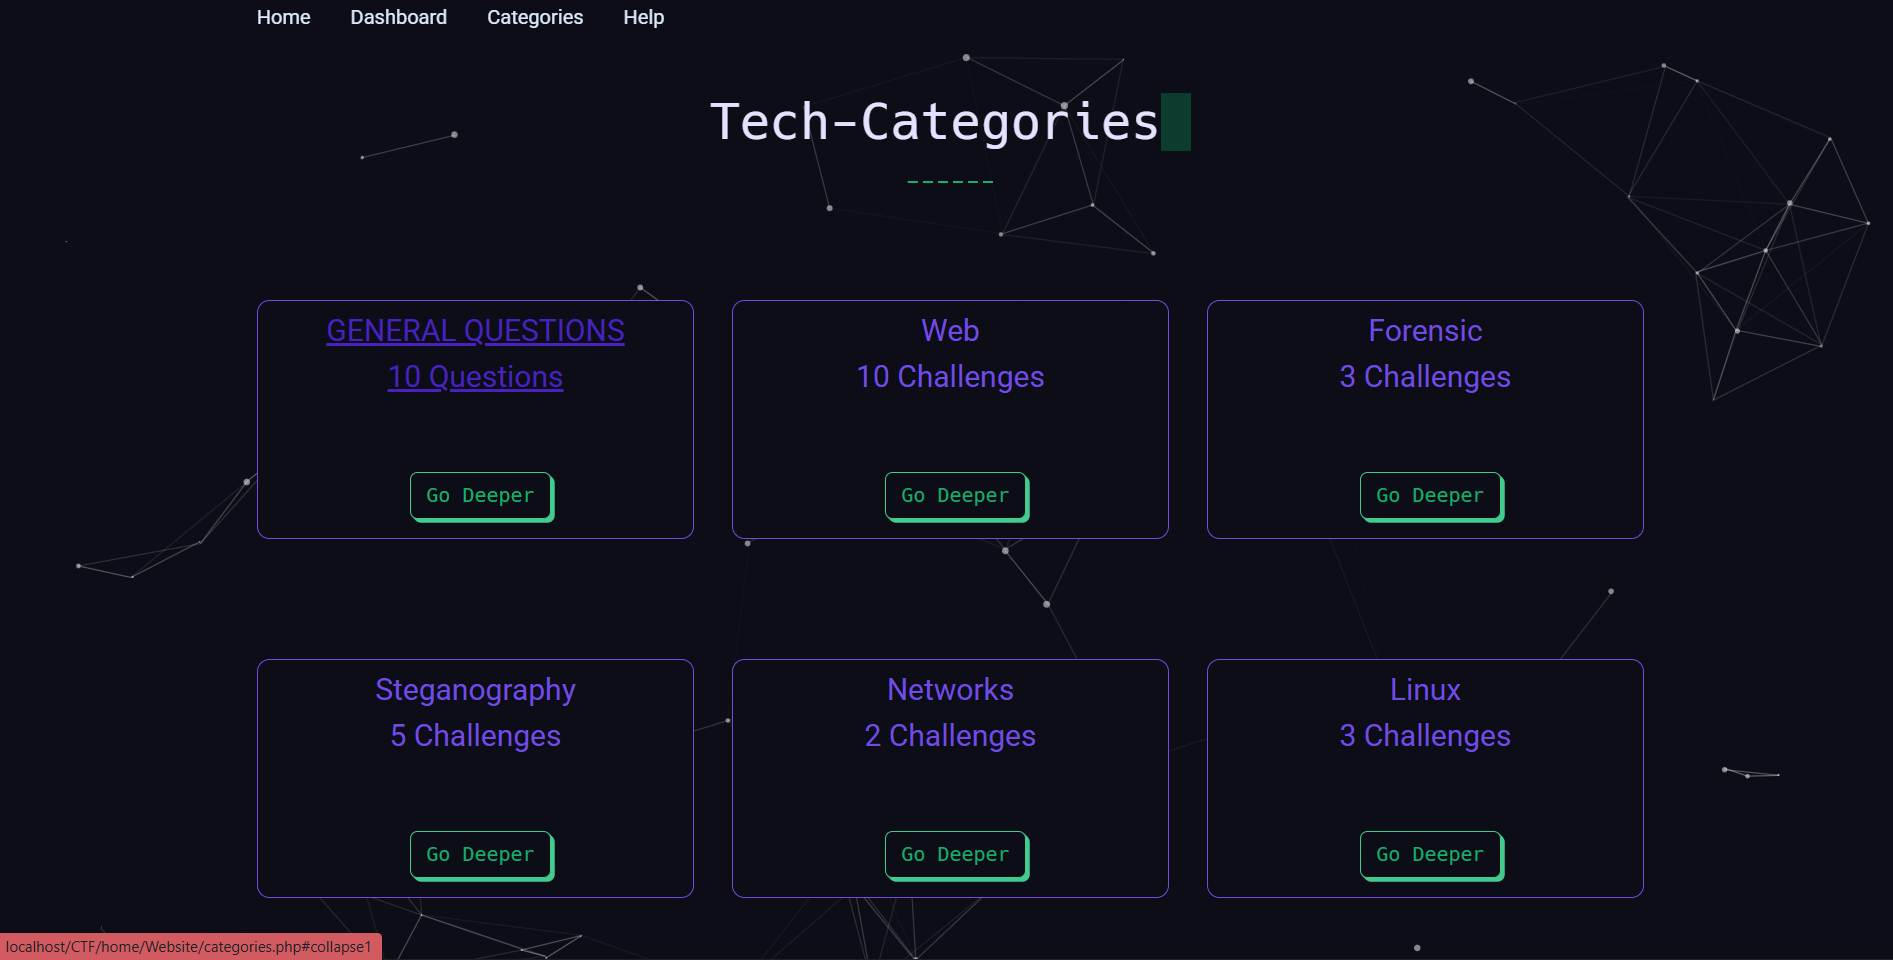 Home Dashboard Categories Help
Tech-Categories
GENERAL QUESTIONS
10 Questions
Go Deeper
Web
10 Challenges
Go Deeper
Forensic
3 Challenges
Go Deeper
Steganography
5 Challenges
Go Deeper
Networks
2 Challenges
Go Deeper
Linux
3 Challenges
Go Deeper
localhost/CTF/home/Website/categories.php#collapse1